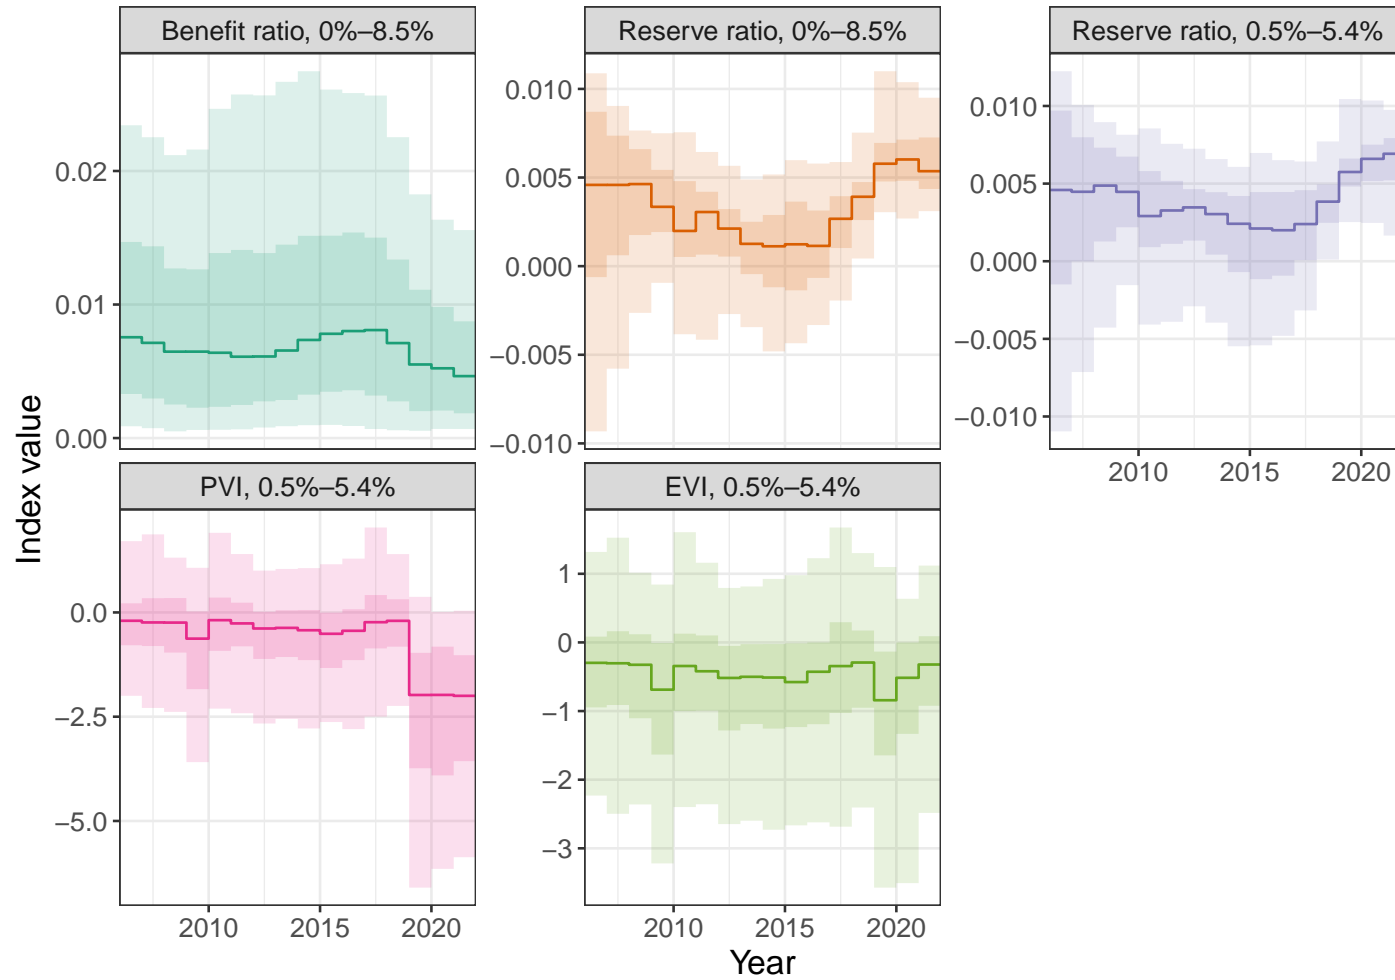 Benefit ratio, 0%–8.5%
Reserve ratio, 0%–8.5%
Reserve ratio, 0.5%–5.4%
0.02
0.01
0.00
0.010
0.005
0.000
−0.005
−0.010
0.010
0.005
0.000
−0.005
−0.010
2010 2015 2020
Index value
PVI, 0.5%–5.4%
EVI, 0.5%–5.4%
0.0
−2.5
−5.0
1
0
−1
−2
−3
2010 2015 2020
2010 2015 2020
Year